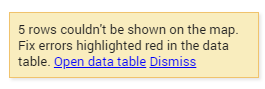 5 rows couldn't be shown on the map.
Fix errors highlighted red in the data
table. Open data table Dismiss